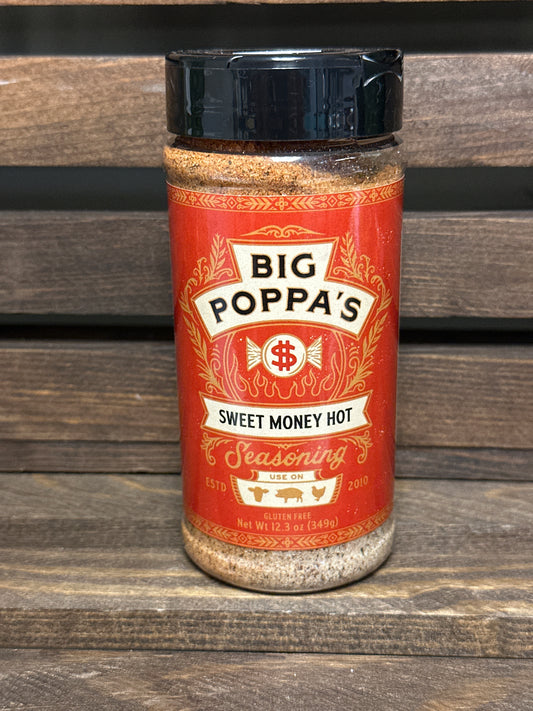 BIG
POPPA'S
$
SWEET MONEY HOT
Seasoning
USE ON
ESTD 2010
GLUTEN FREE
Net Wt 12.3 oz (349g)